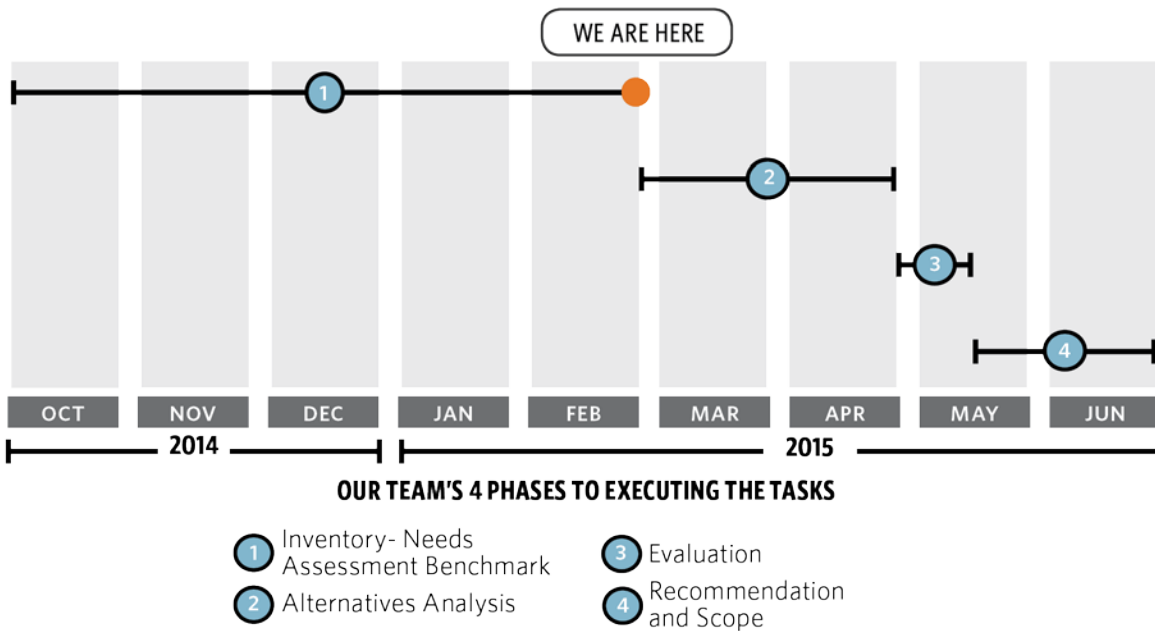 WE ARE HERE
1
2
3
4
OCT NOV DEC JAN FEB MAR APR MAY JUN
2014 2015
OUR TEAM'S 4 PHASES TO EXECUTING THE TASKS
1 Inventory- Needs
Assessment Benchmark
2 Alternatives Analysis
3 Evaluation
4 Recommendation
and Scope